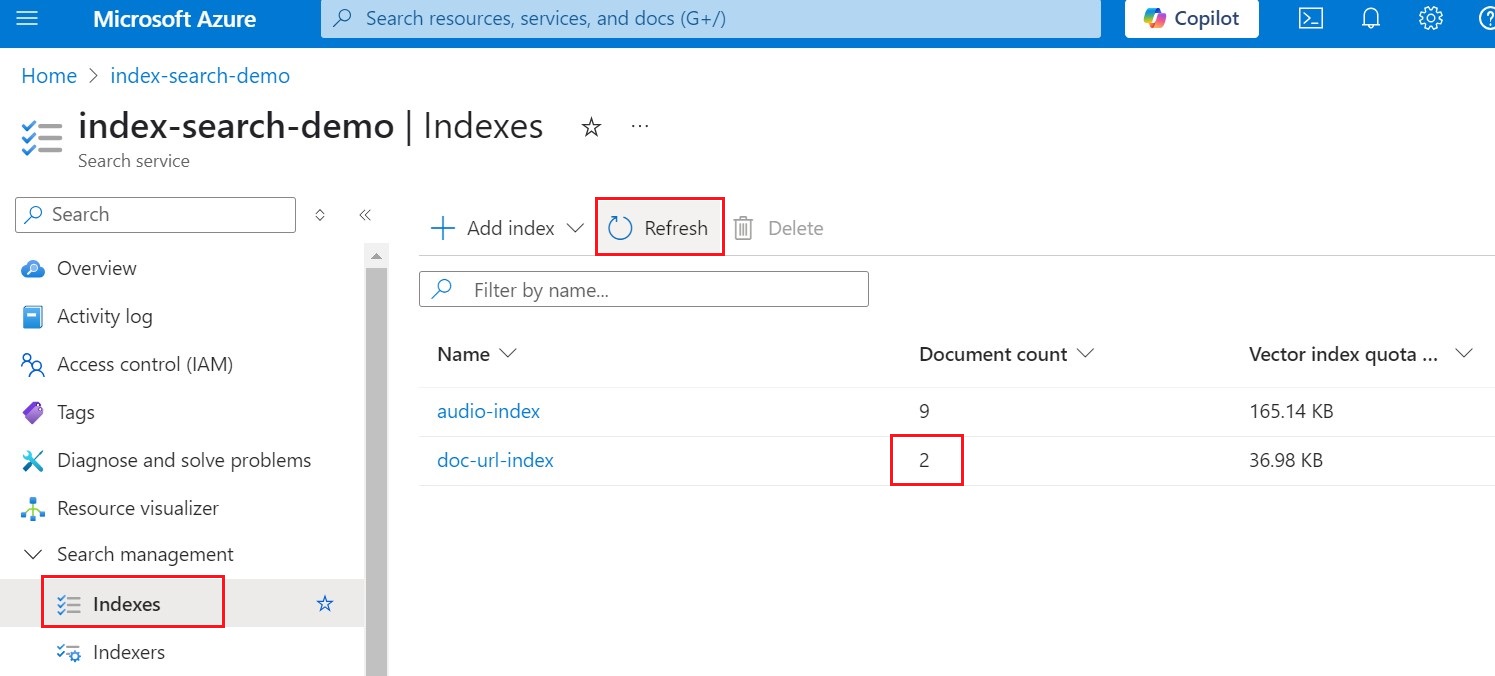 Microsoft Azure
Search resources, services, and docs (G+/)
Copilot
Home > index-search-demo
index-search-demo | Indexes
Search service
Search
Add index
Refresh
Delete
Filter by name...
Overview
Activity log
Access control (IAM)
Tags
Diagnose and solve problems
Resource visualizer
Search management
Indexes
Indexers
Name Document count Vector index quota ...
audio-index 9 165.14 KB
doc-url-index 2 36.98 KB